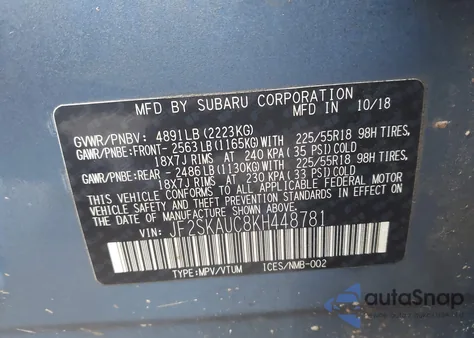 MFD BY SUBARU CORPORATION IN 10/18
GVWR/PNBV: 4891LB(2223KG)
GAWR/PNBE:FRONT- 2563LB(1165KG)WITH 225/55R18 98H TIRES,
18X7J RIMS AT 240 KPA(35 PSI)COLD
GAWR/PNBE:REAR - 2486LB(1130KG)WITH 225/55R18 98H TIRES,
18X7J RIMS AT 230 KPA(33 PSI)COLD
THIS VEHICLE CONFORMS TO ALL APPLICABLE FEDERAL MOTOR
VEHICLE SAFETY AND THEFT PREVENTION STANDARDS IN EFFECT
ON THE DATE OF MANUFACTURE SHOWN ABOVE.
VIN: JF2SKAUC8KH448781
TYPE:MPV/VTUM ICES/NMB-002
autoSnap
Powered by AutoAstat